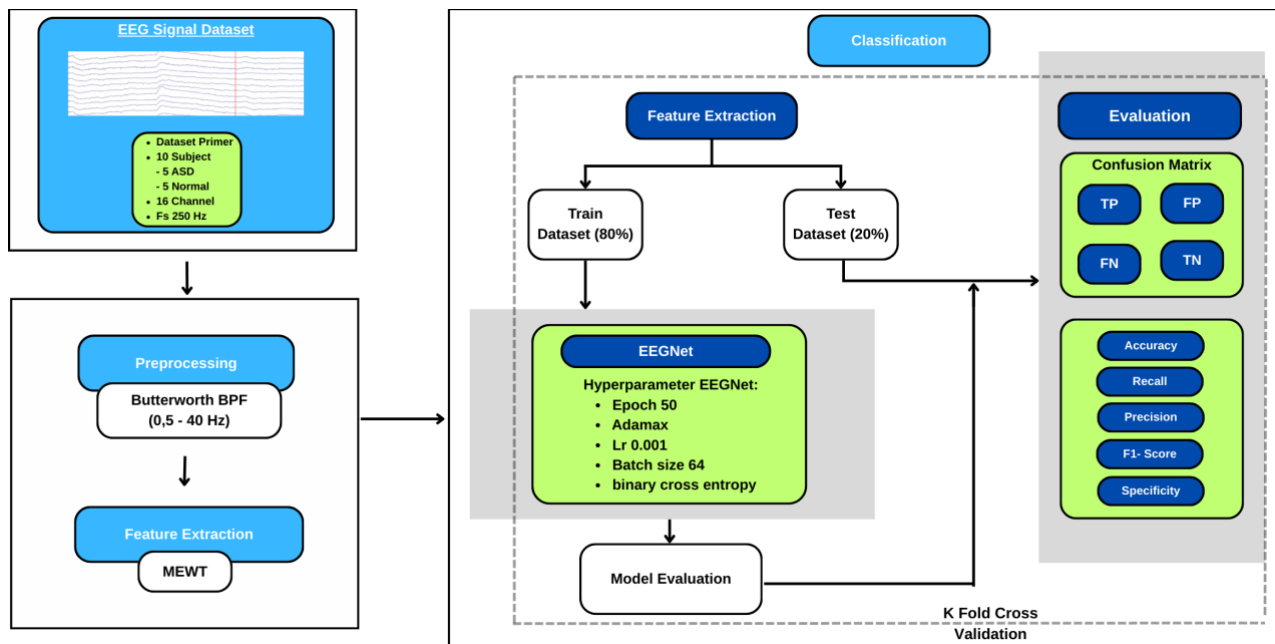 EEG Signal Dataset
• Dataset Primer
• 10 Subject
- 5 ASD
- 5 Normal
• 16 Channel
• Fs 250 Hz
Preprocessing
Butterworth BPF
(0,5 - 40 Hz)
Feature Extraction
MEWT
Classification
Feature Extraction
Train
Dataset (80%)
Test
Dataset (20%)
EEGNet
Hyperparameter EEGNet:
• Epoch 50
• Adamax
• Lr 0.001
• Batch size 64
• binary cross entropy
Model Evaluation
K Fold Cross
Validation
Evaluation
Confusion Matrix
TP
FP
FN
TN
Accuracy
Recall
Precision
F1- Score
Specificity